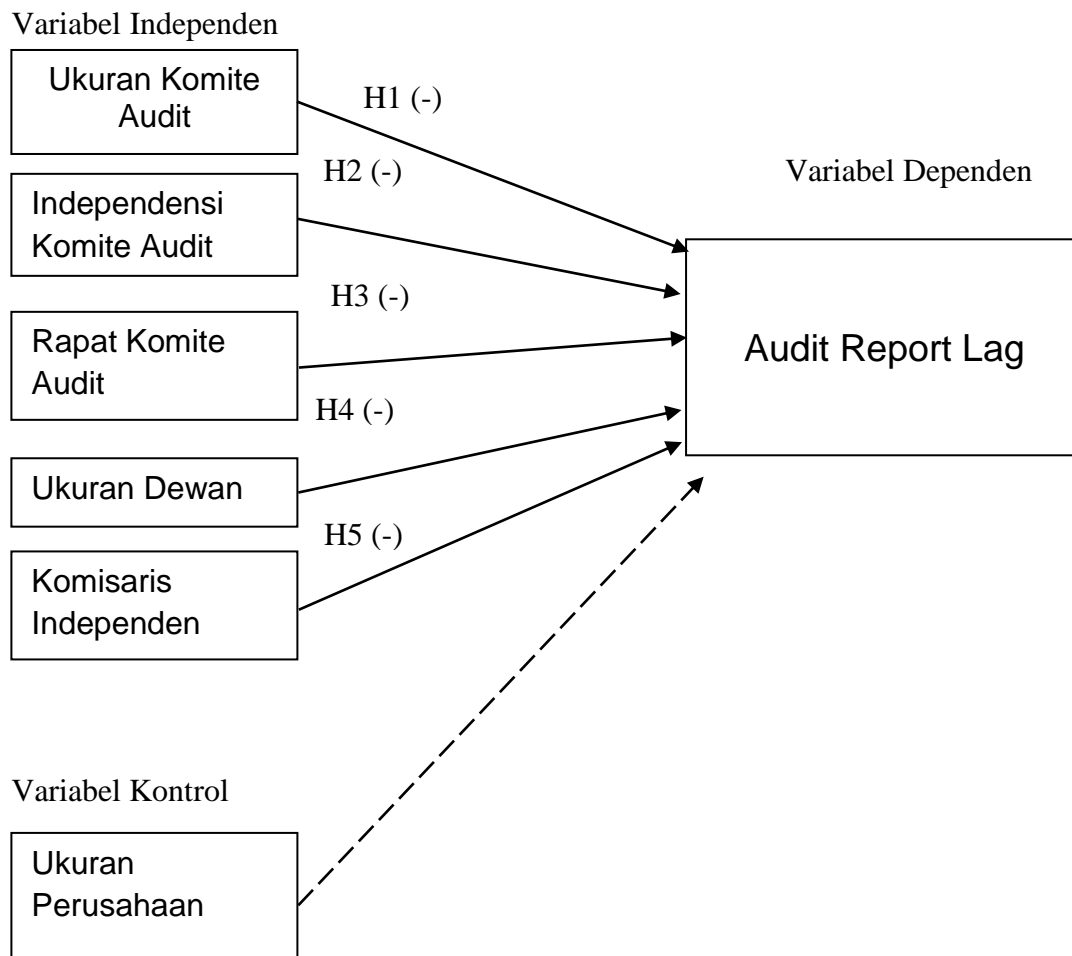 Variabel Independen
Ukuran Komite
Audit
H1 (-)
H2 (-)
Variabel Dependen
Independensi
Komite Audit
H3 (-)
Rapat Komite
Audit
Audit Report Lag
H4 (-)
Ukuran Dewan
H5 (-)
Komisaris
Independen
Variabel Kontrol
Ukuran
Perusahaan